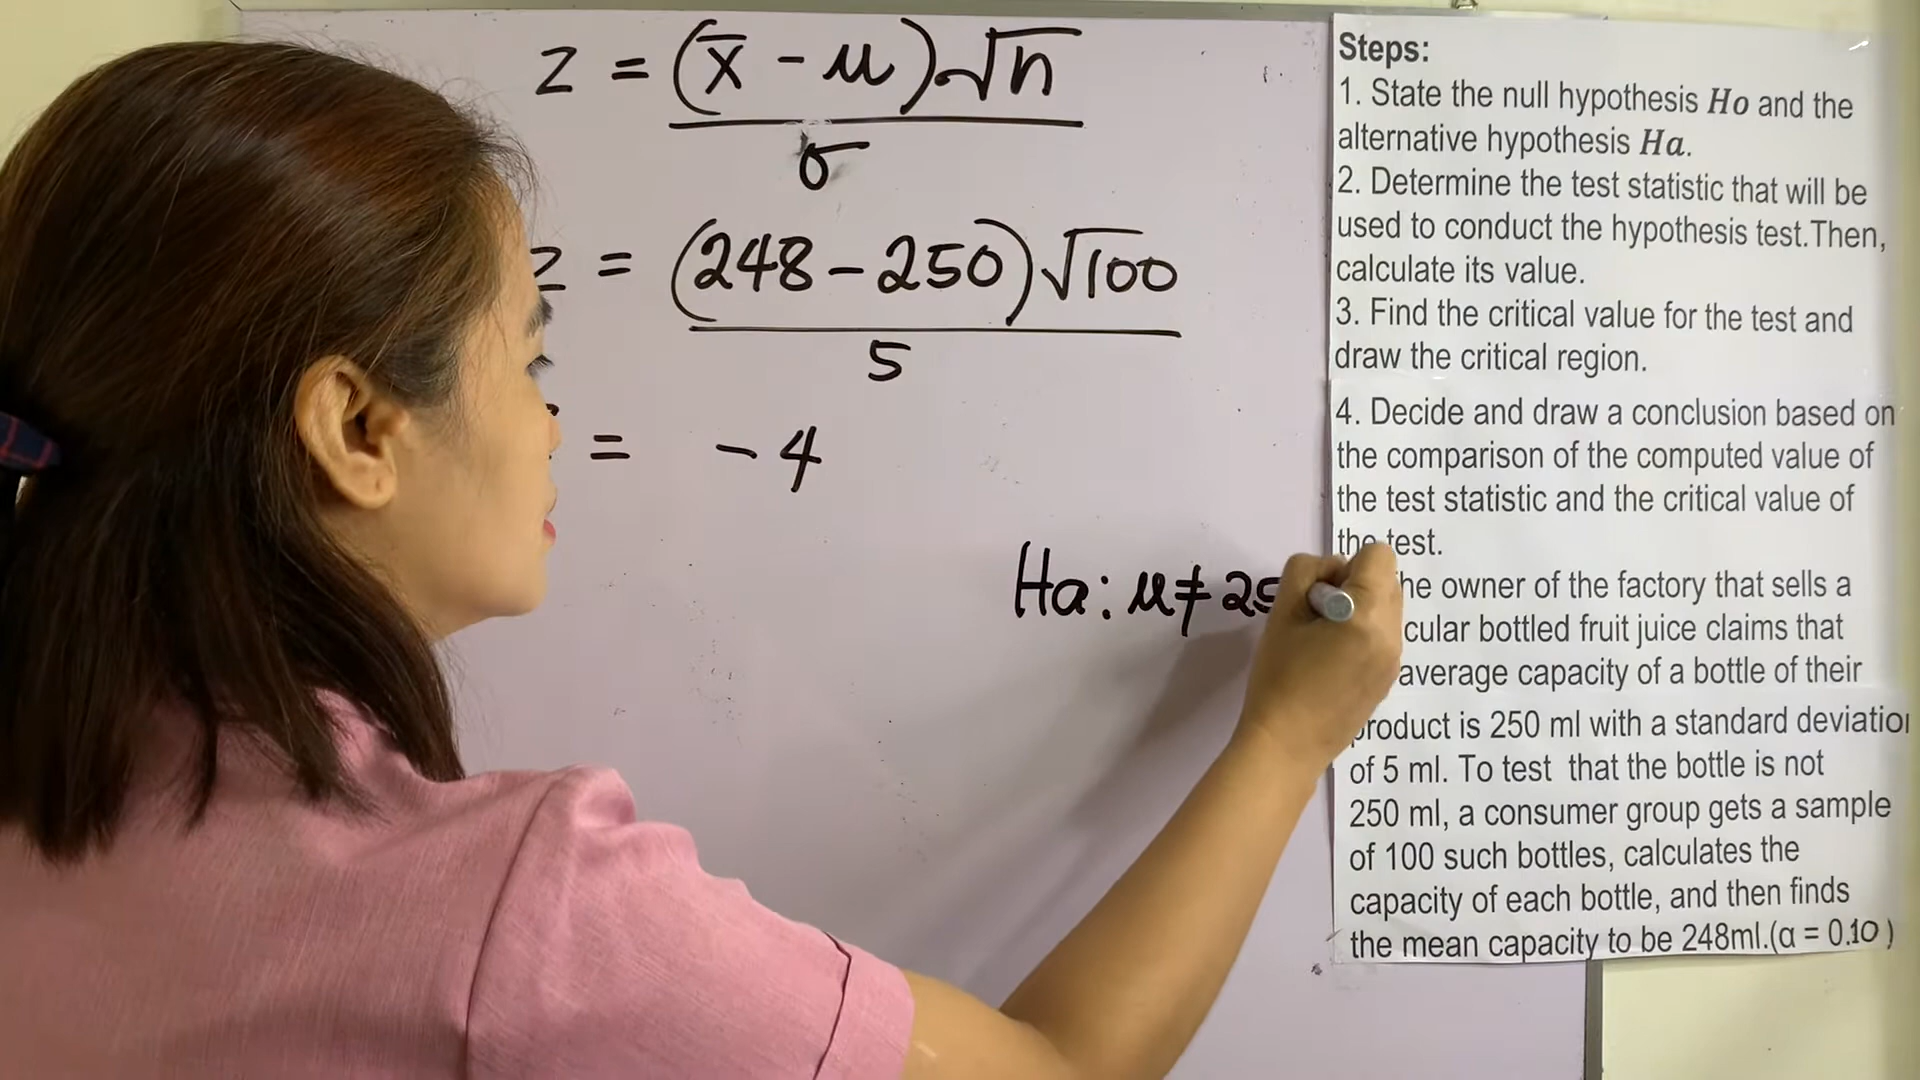 z = (x̄ - μ)√n
σ
z = (248 - 250)√100
5
= - 4
Ha: μ ≠ 25
Steps:
1. State the null hypothesis Ho and the
alternative hypothesis Ha.
2. Determine the test statistic that will be
used to conduct the hypothesis test.Then,
calculate its value.
3. Find the critical value for the test and
draw the critical region.
4. Decide and draw a conclusion based on
the comparison of the computed value of
the test statistic and the critical value of
the test.
he owner of the factory that sells a
cular bottled fruit juice claims that
average capacity of a bottle of their
product is 250 ml with a standard deviation
of 5 ml. To test that the bottle is not
250 ml, a consumer group gets a sample
of 100 such bottles, calculates the
capacity of each bottle, and then finds
the mean capacity to be 248ml.(α = 0.10 )